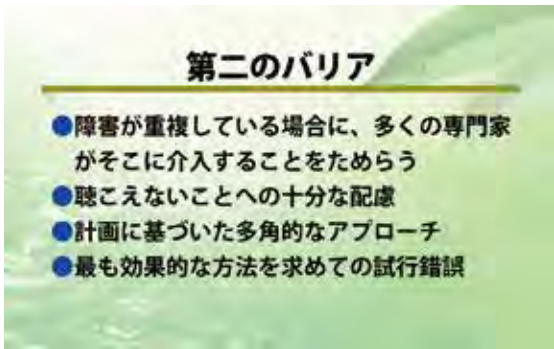 第二のバリア
●障害が重複している場合に、多くの専門家
がそこに介入することをためらう
●聴こえないことへの十分な配慮
●計画に基づいた多角的なアプローチ
●最も効果的な方法を求めての試行錯誤